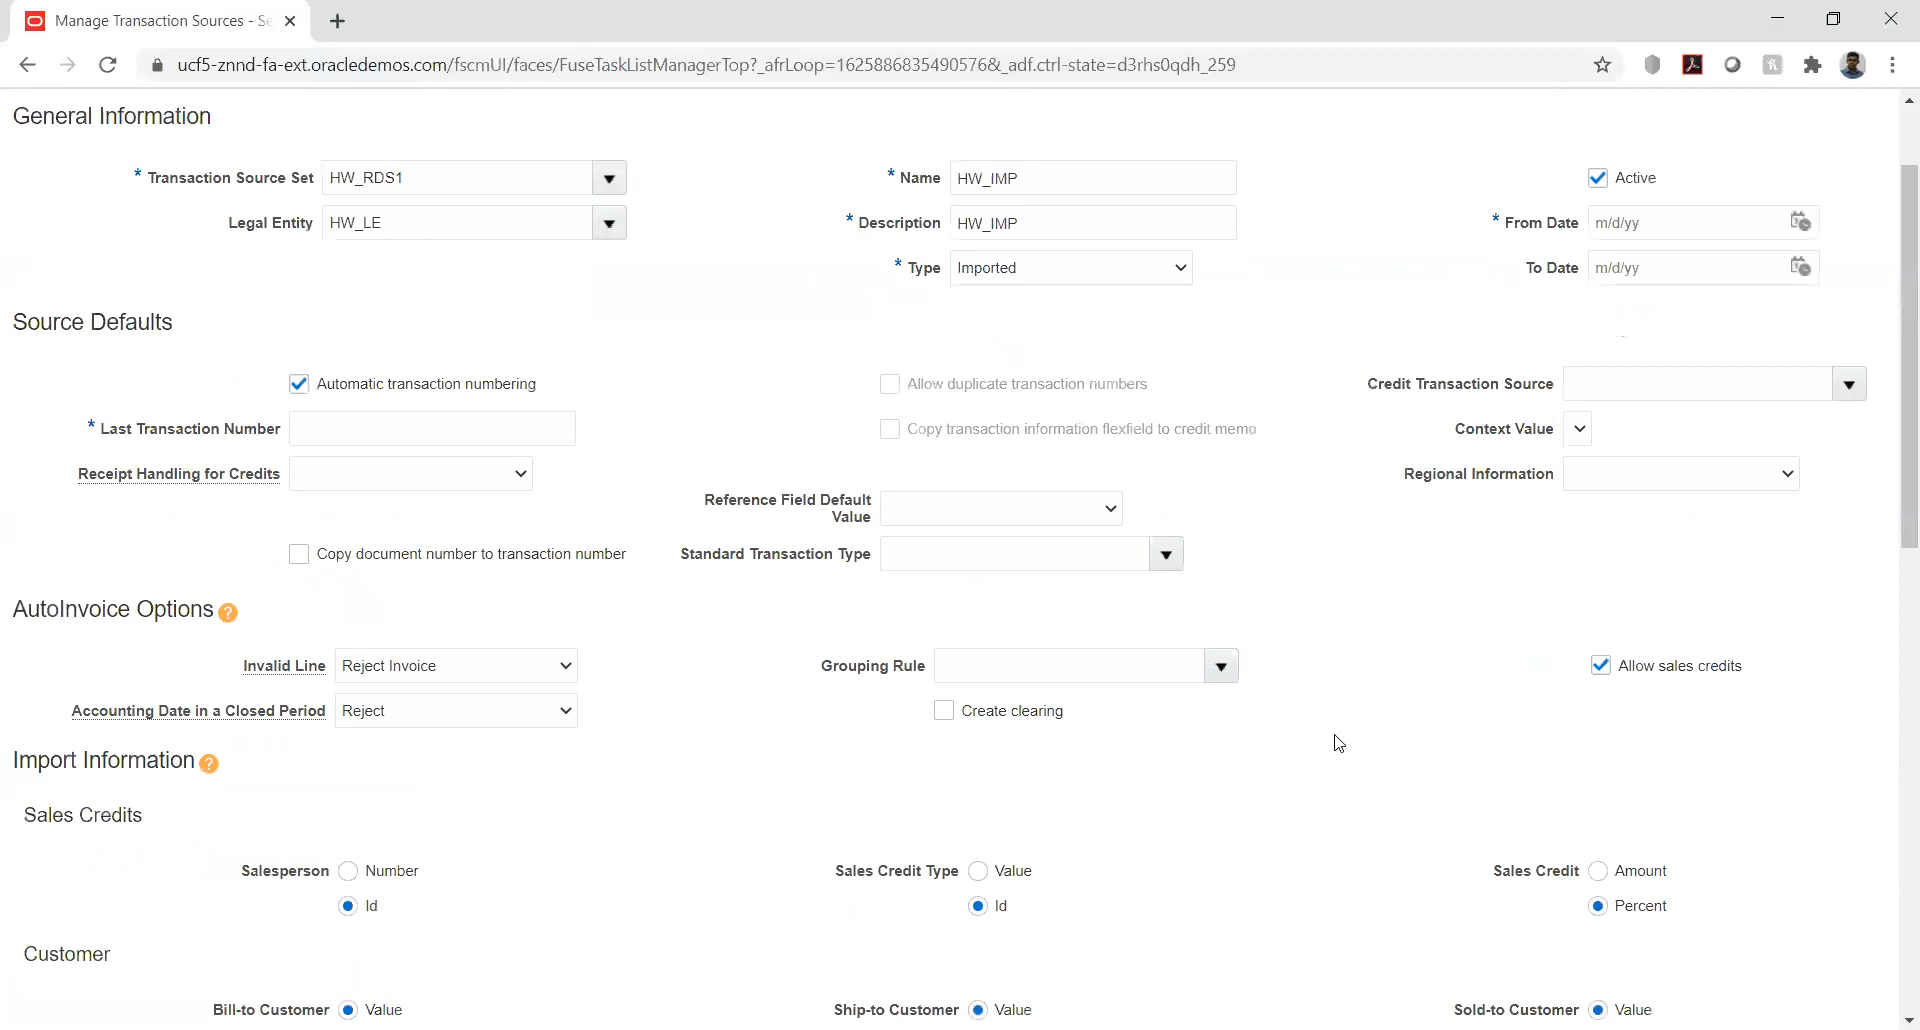 Manage Transaction Sources - Se
ucf5-znnd-fa-ext.oracledemos.com/fscmUI/faces/FuseTaskListManagerTop?_afrLoop=16258868354905768&_adf.ctrl-state=d3rhs0qdh_259
General Information
* Transaction Source Set HW_RDS1 * Name HW_IMP Active
Legal Entity HW_LE * Description HW_IMP * From Date m/d/yy
* Type Imported To Date m/d/yy
Source Defaults
Automatic transaction numbering Allow duplicate transaction numbers Credit Transaction Source
* Last Transaction Number Copy transaction information flexfield to credit memo Context Value
Receipt Handling for Credits Regional Information
Reference Field Default
Value
Copy document number to transaction number Standard Transaction Type
AutoInvoice Options ?
Invalid Line Reject Invoice Grouping Rule Allow sales credits
Accounting Date in a Closed Period Reject Create clearing
Import Information ?
Sales Credits
Salesperson Number Sales Credit Type Value Sales Credit Amount
Id Id Percent
Customer
Bill-to Customer Value Ship-to Customer Value Sold-to Customer Value